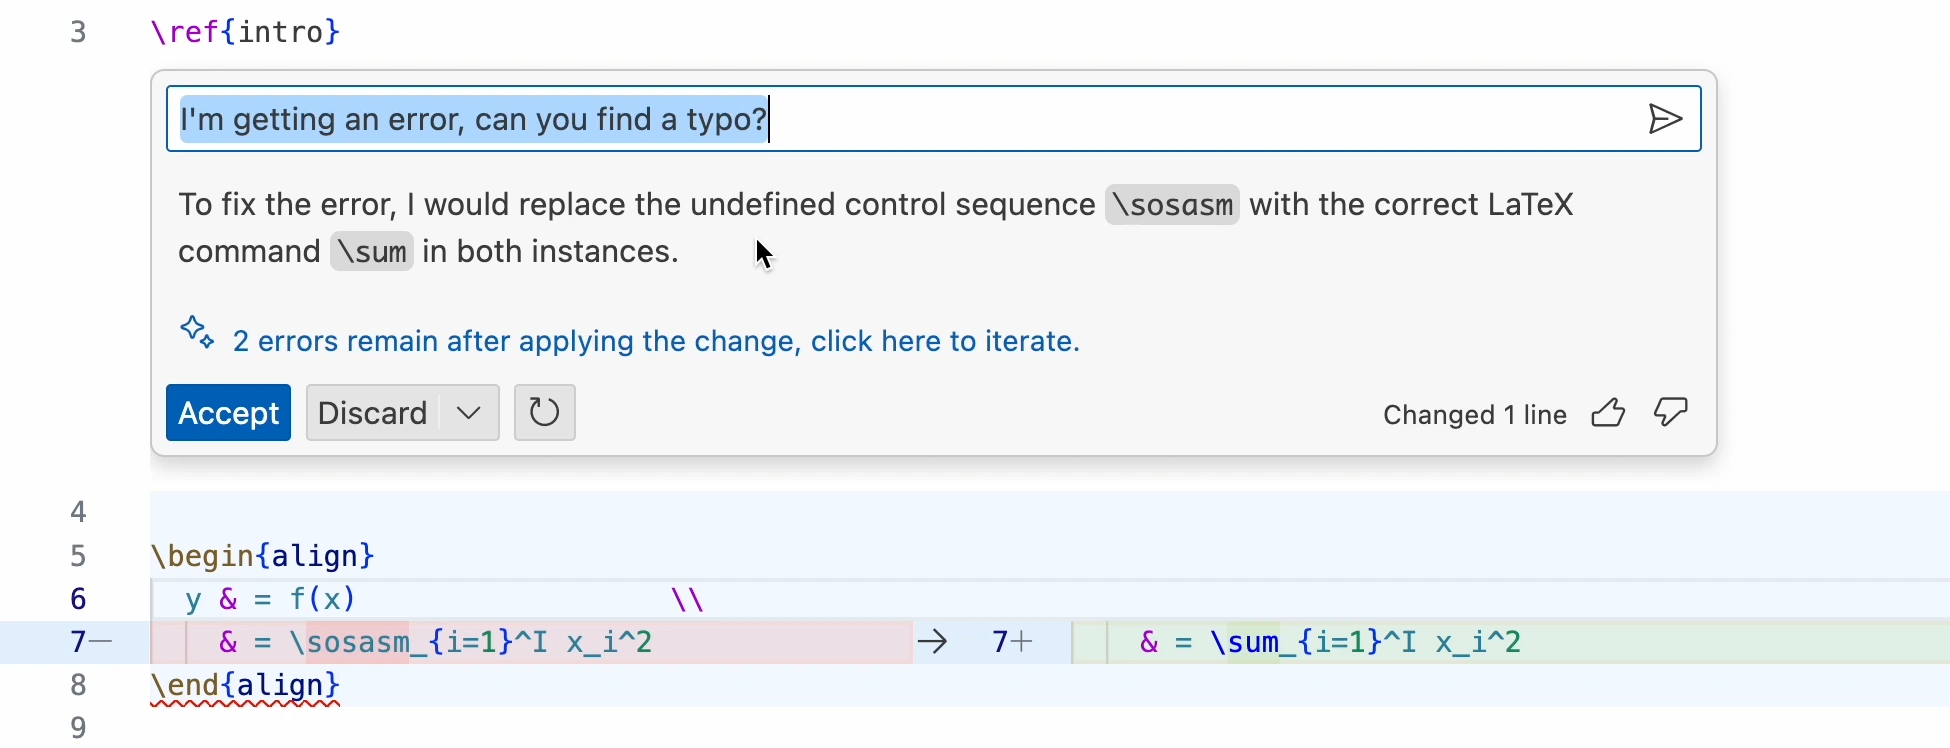 3 \ref{intro}
I'm getting an error, can you find a typo?
To fix the error, I would replace the undefined control sequence \sosasm with the correct LaTeX
command \sum in both instances.
2 errors remain after applying the change, click here to iterate.
Accept Discard Changed 1 line
4
5 \begin{align}
6 y & = f(x) \\
7— & = \sosasm_{i=1}^I x_i^2 → 7+ & = \sum_{i=1}^I x_i^2
8 \end{align}
9